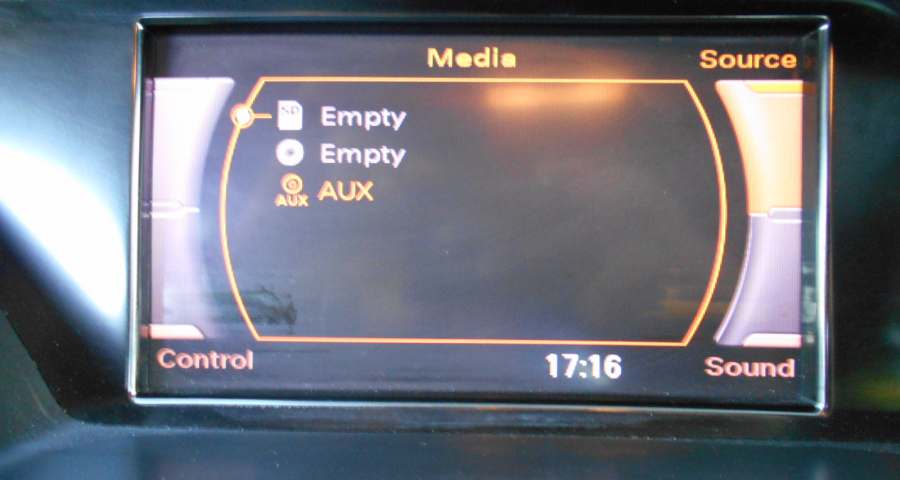 Media
Source
SD Empty
Empty
AUX AUX
Control
17:16
Sound